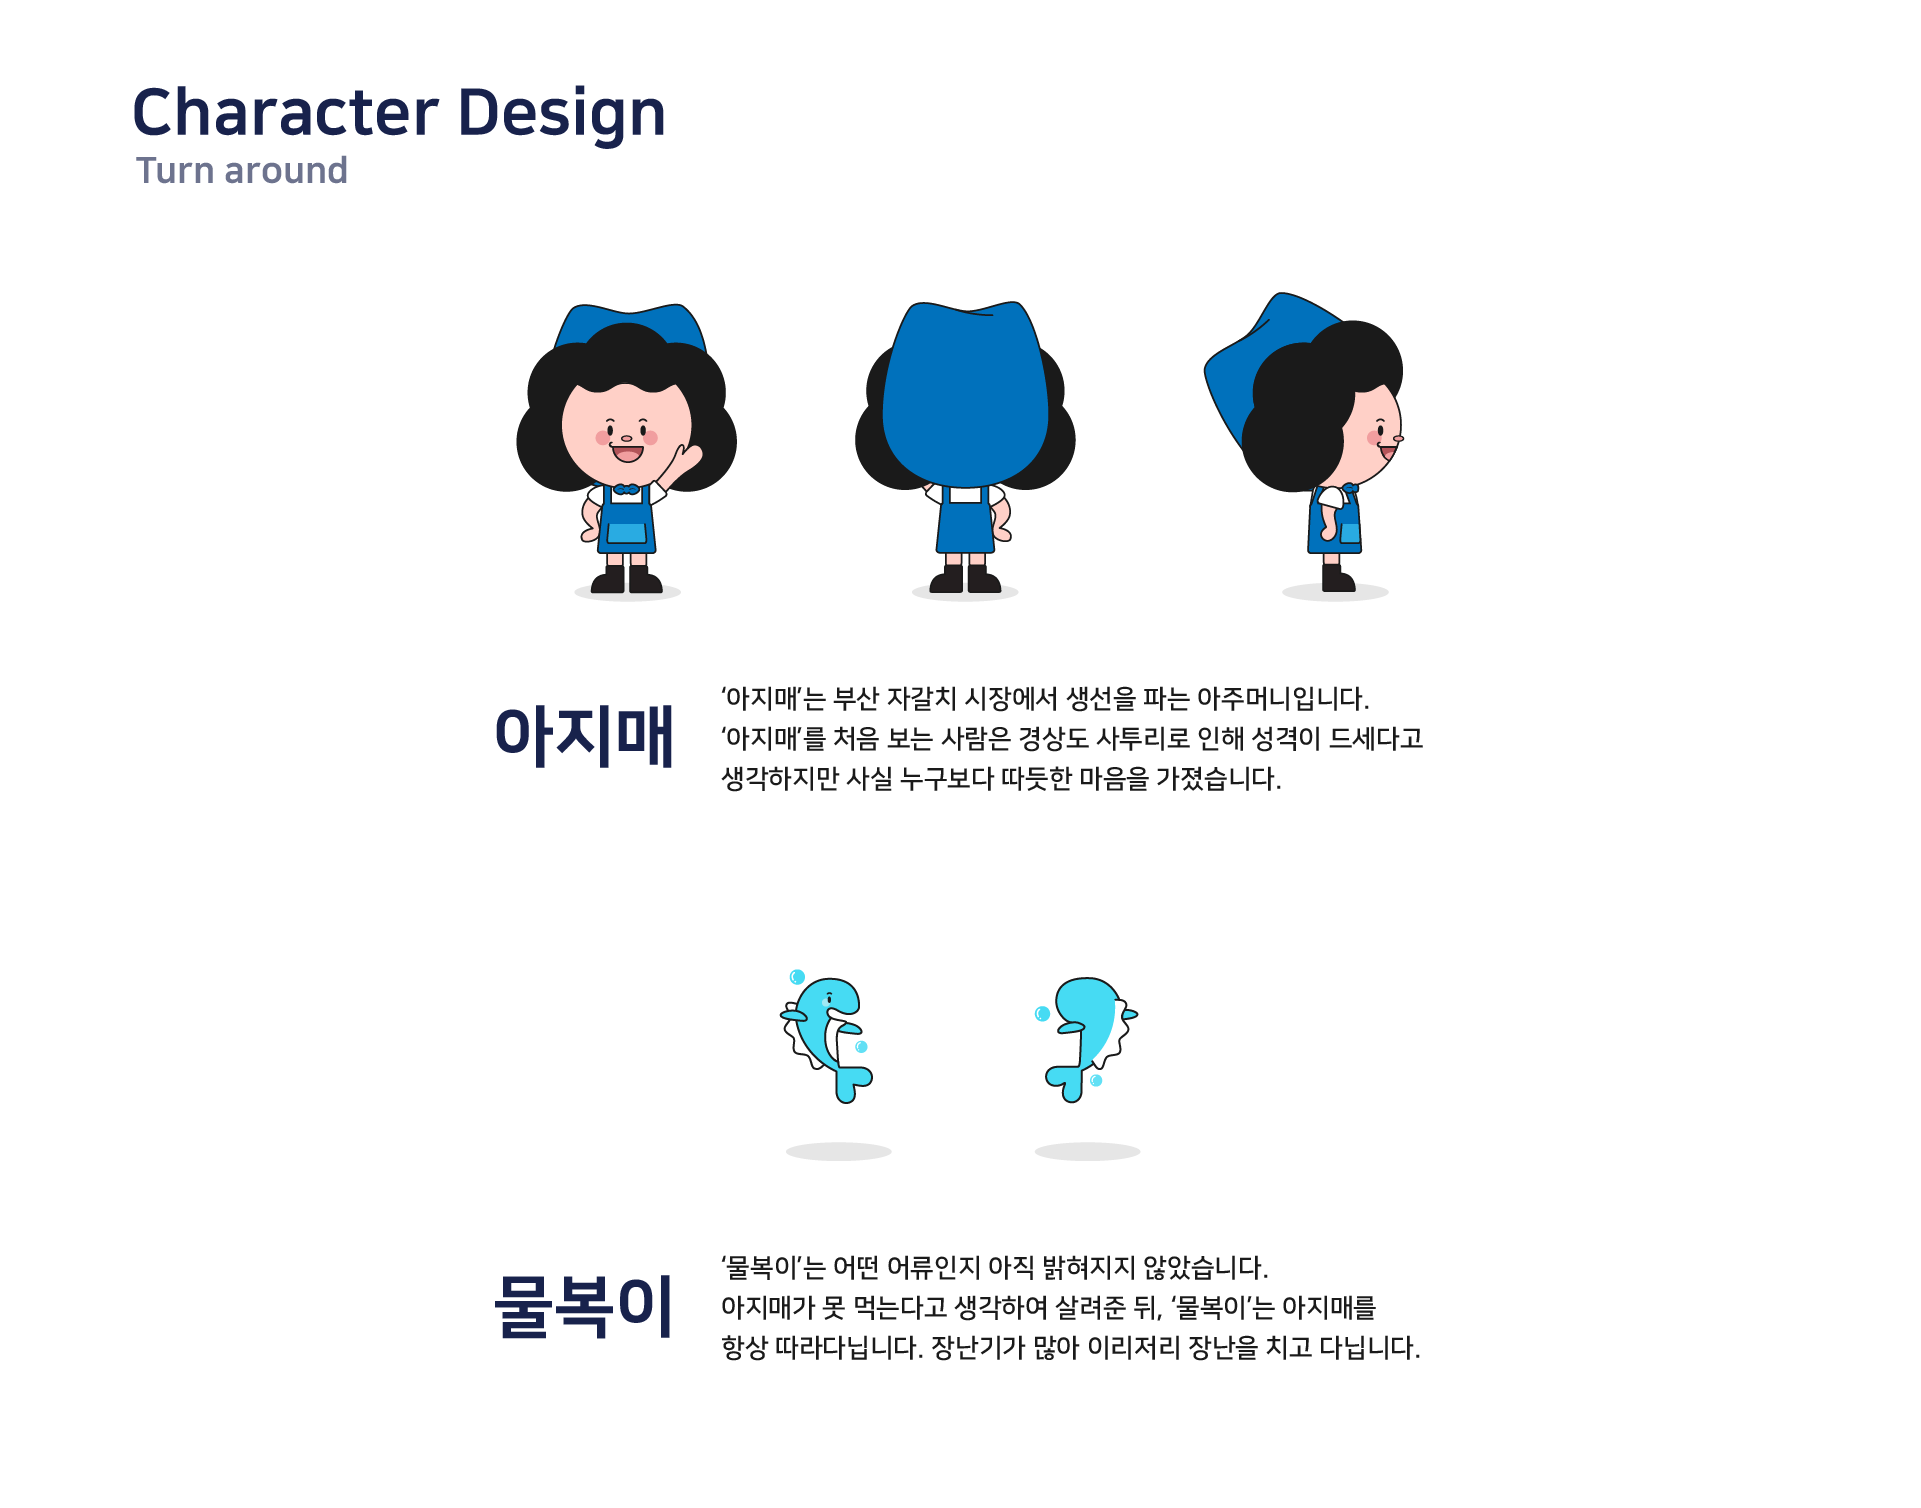 Character Design
Turn around
아지매
‘아지매’는 부산 자갈치 시장에서 생선을 파는 아주머니입니다.
‘아지매’를 처음 보는 사람은 경상도 사투리로 인해 성격이 드세다고
생각하지만 사실 누구보다 따듯한 마음을 가졌습니다.
물복이
‘물복이’는 어떤 어류인지 아직 밝혀지지 않았습니다.
아지매가 못 먹는다고 생각하여 살려준 뒤, ‘물복이’는 아지매를
항상 따라다닙니다. 장난기가 많아 이리저리 장난을 치고 다닙니다.